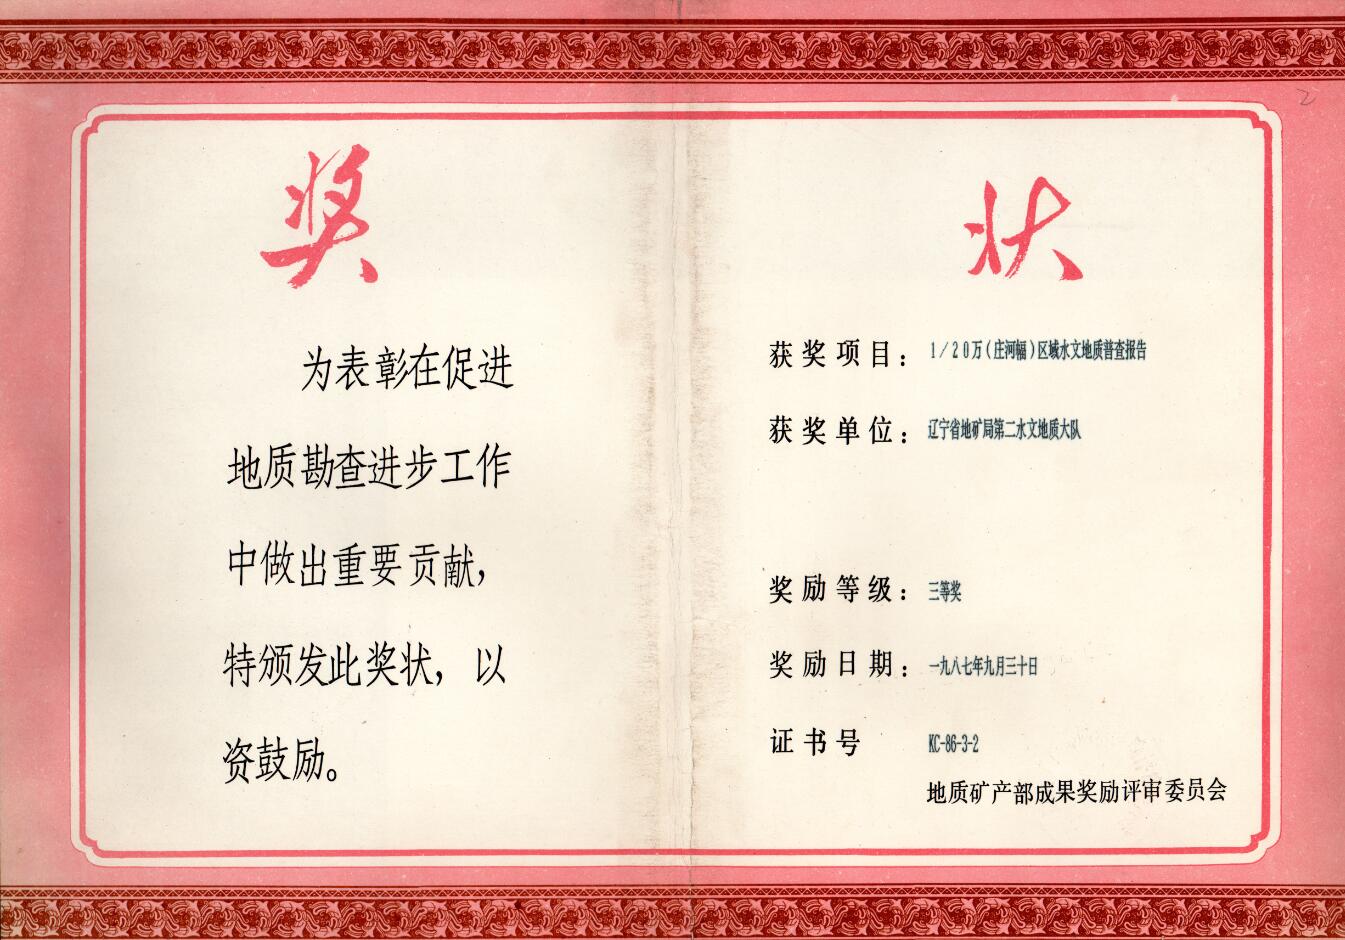 奖状
为表彰在促进
地质勘查进步工作
中做出重要贡献，
特颁发此奖状，以
资鼓励。
获奖项目：1/20万(庄河幅)区域水文地质普查报告
获奖单位：辽宁省地矿局第二水文地质大队
奖励等级：三等奖
奖励日期：一九八七年九月三十日
证书号 KC-86-3-2
地质矿产部成果奖励评审委员会
2